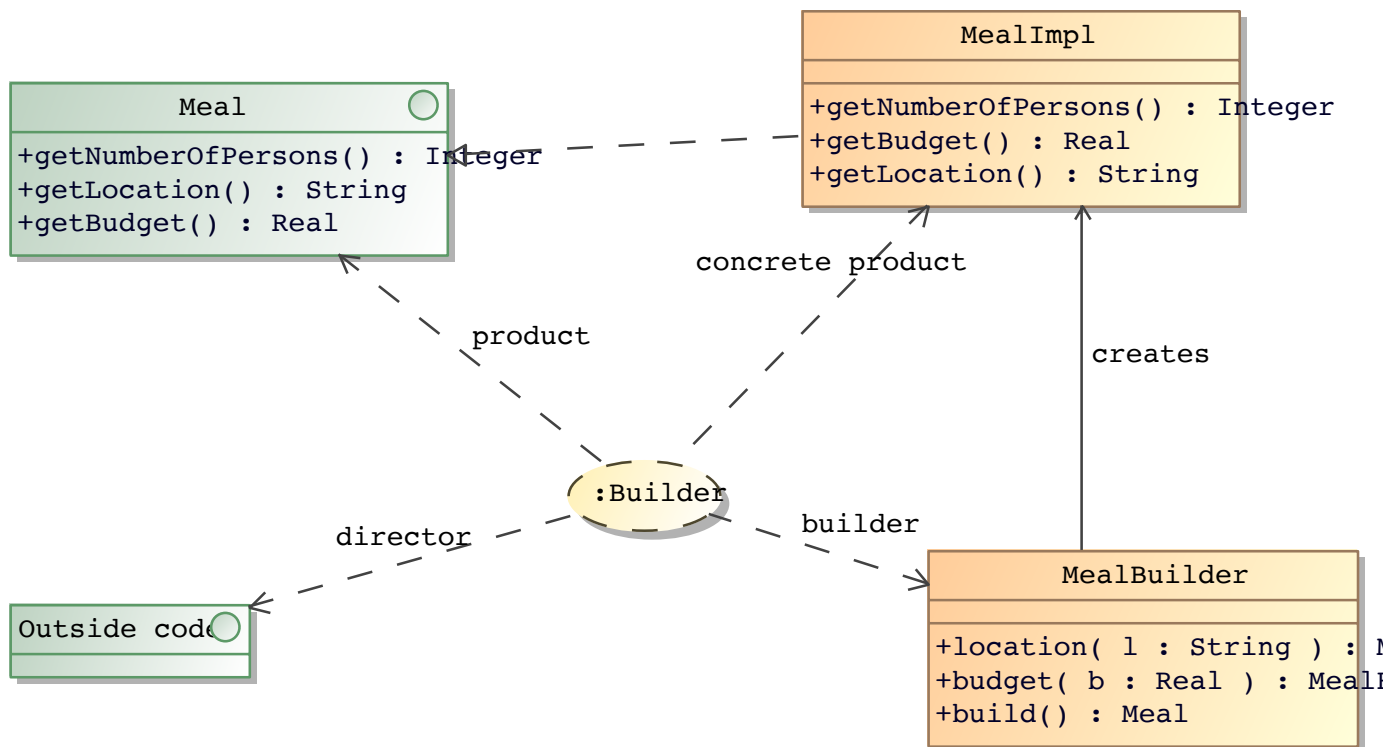 MealImpl
+getNumberOfPersons() : Integer
+getBudget() : Real
+getLocation() : String
Meal
+getNumberOfPersons() : Integer
+getLocation() : String
+getBudget() : Real
concrete product
product
creates
:Builder
director
builder
Outside code
MealBuilder
+location( l : String ) :
+budget( b : Real ) :
+build() : Meal